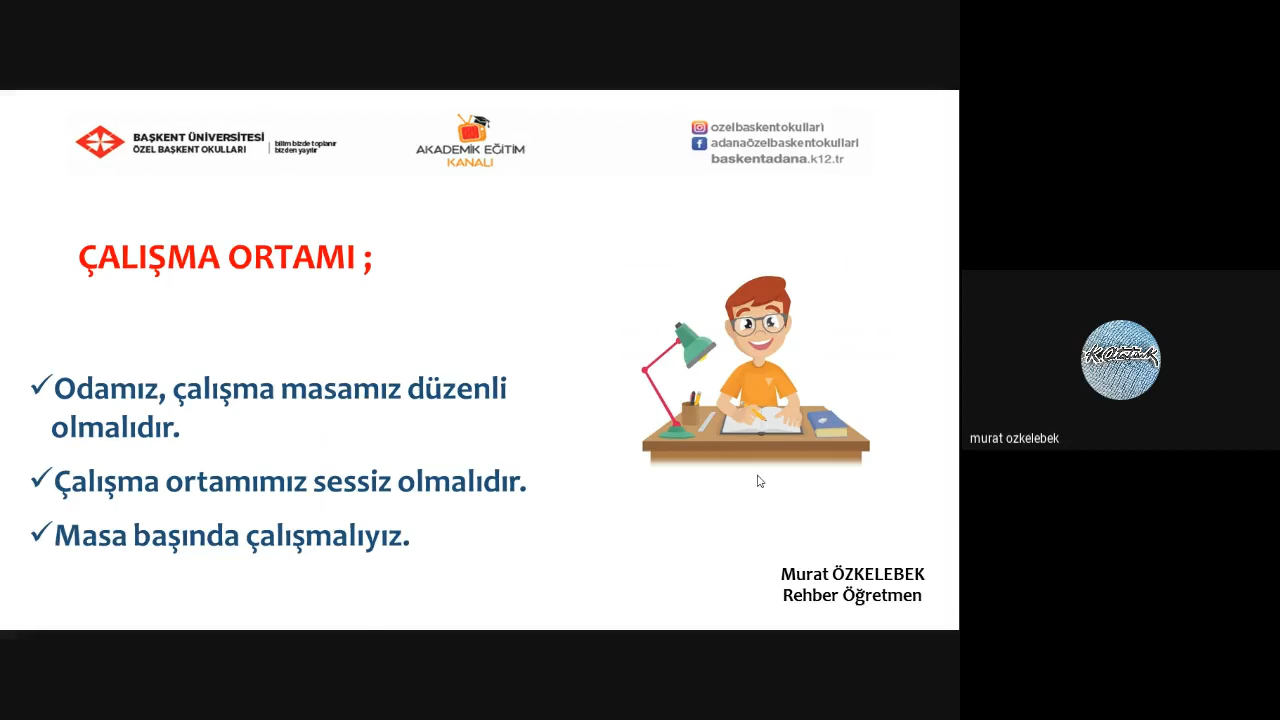 BAŞKENT ÜNİVERSİTESİ
ÖZEL BAŞKENT OKULLARI
bilim bizde toplanır
bizden yayılır
AKADEMİK EĞİTİM
KANALI
ozelbaskentokullari
adanaözelbaskentokullari
baskentadana.k12.tr
ÇALIŞMA ORTAMI ;
✓Odamız, çalışma masamız düzenli
olmalıdır.
✓Çalışma ortamımız sessiz olmalıdır.
✓Masa başında çalışmalıyız.
Murat ÖZKELEBEK
Rehber Öğretmen
murat ozkelebek